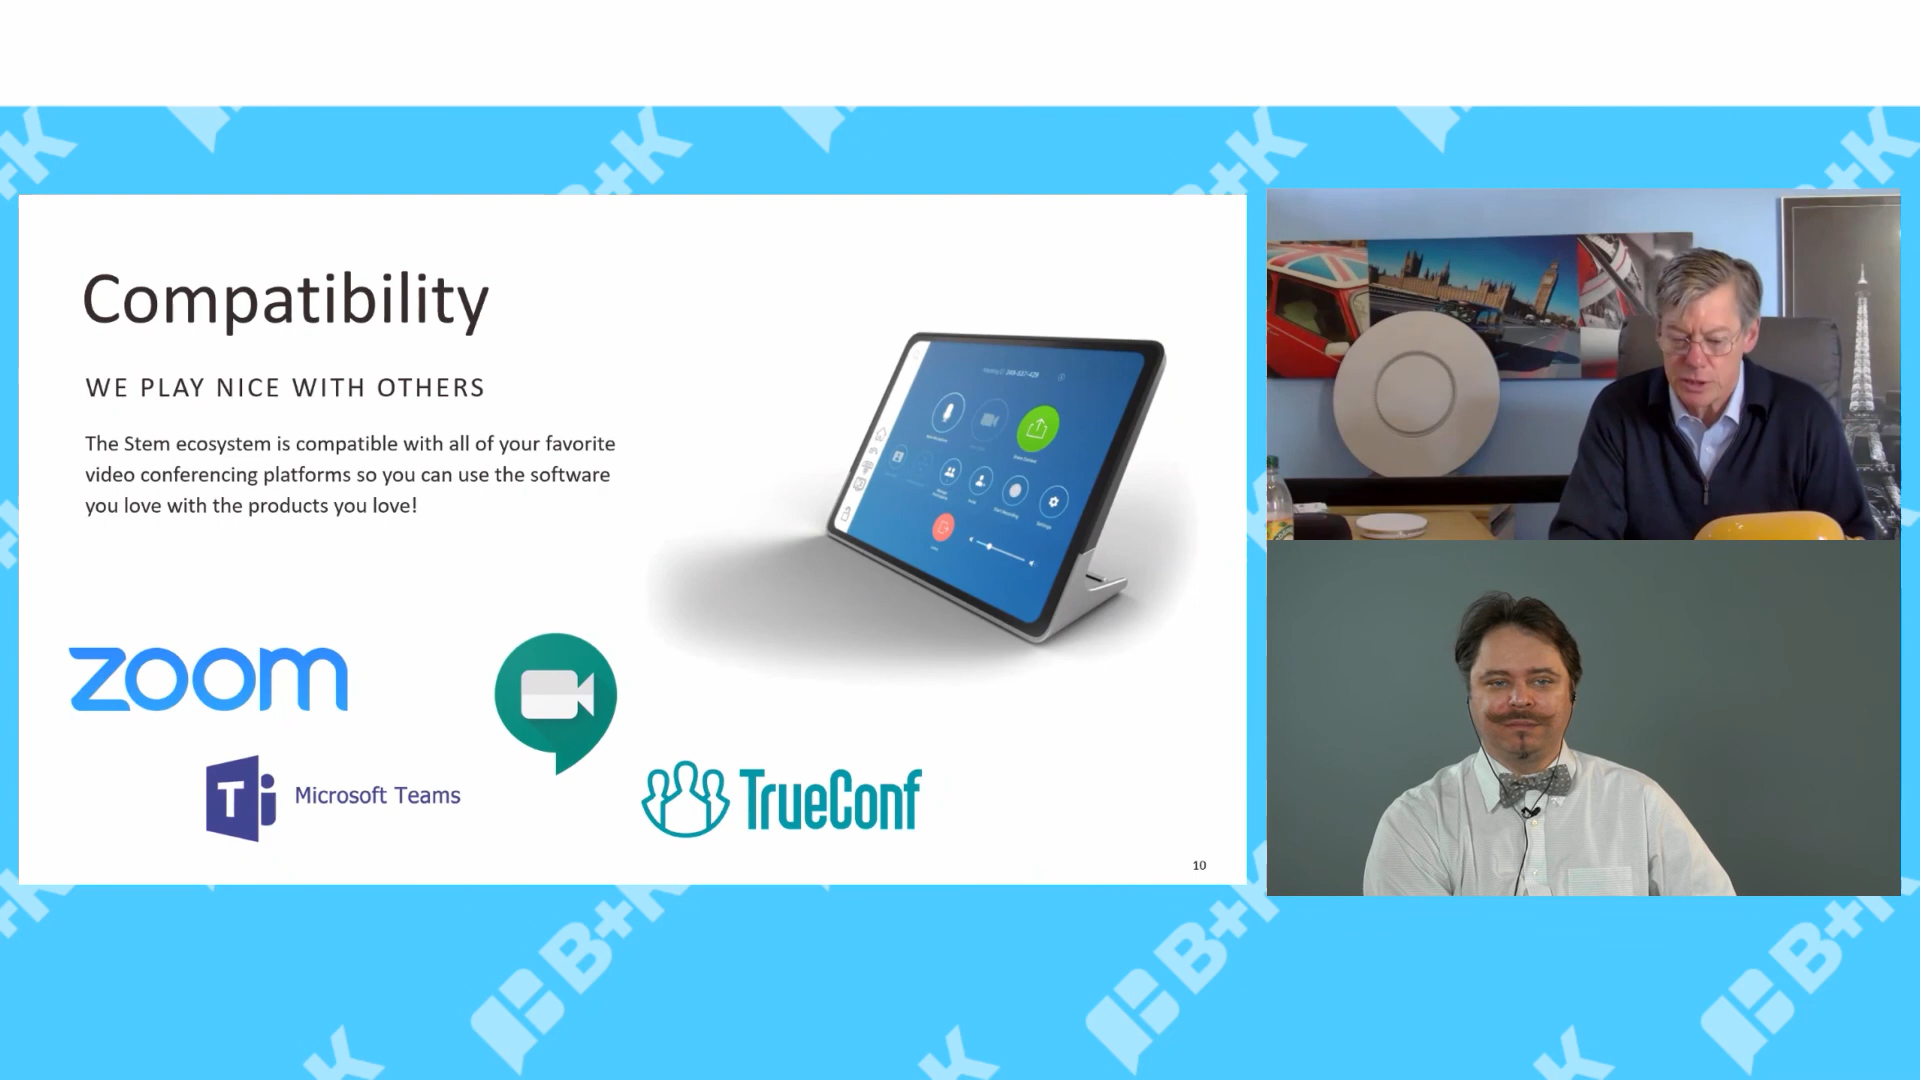 Compatibility
WE PLAY NICE WITH OTHERS
The Stem ecosystem is compatible with all of your favorite
video conferencing platforms so you can use the software
you love with the products you love!
zoom
Microsoft Teams
TrueConf
10
B+K
B+K
B+K
B+K
B+K
B+K